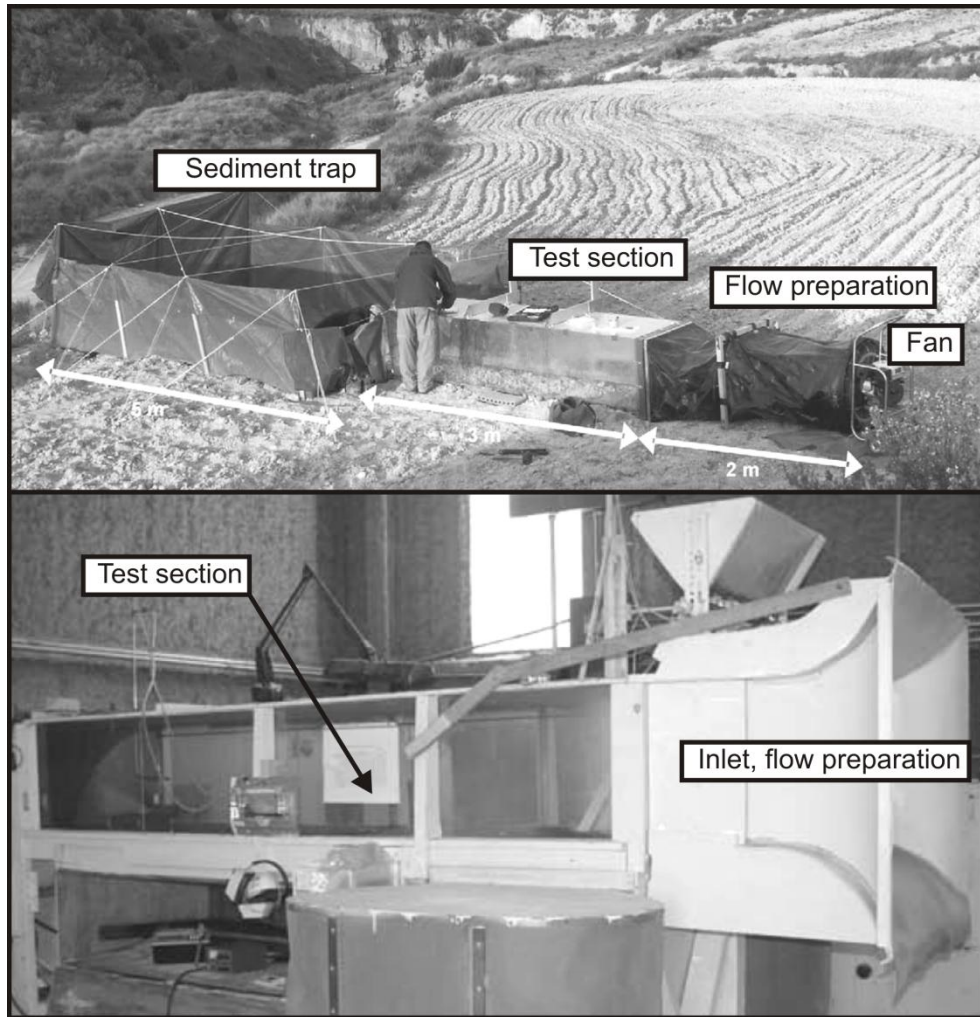 Sediment trap
Test section
Flow preparation
Fan
5 m
3 m
2 m
Test section
Inlet, flow preparation